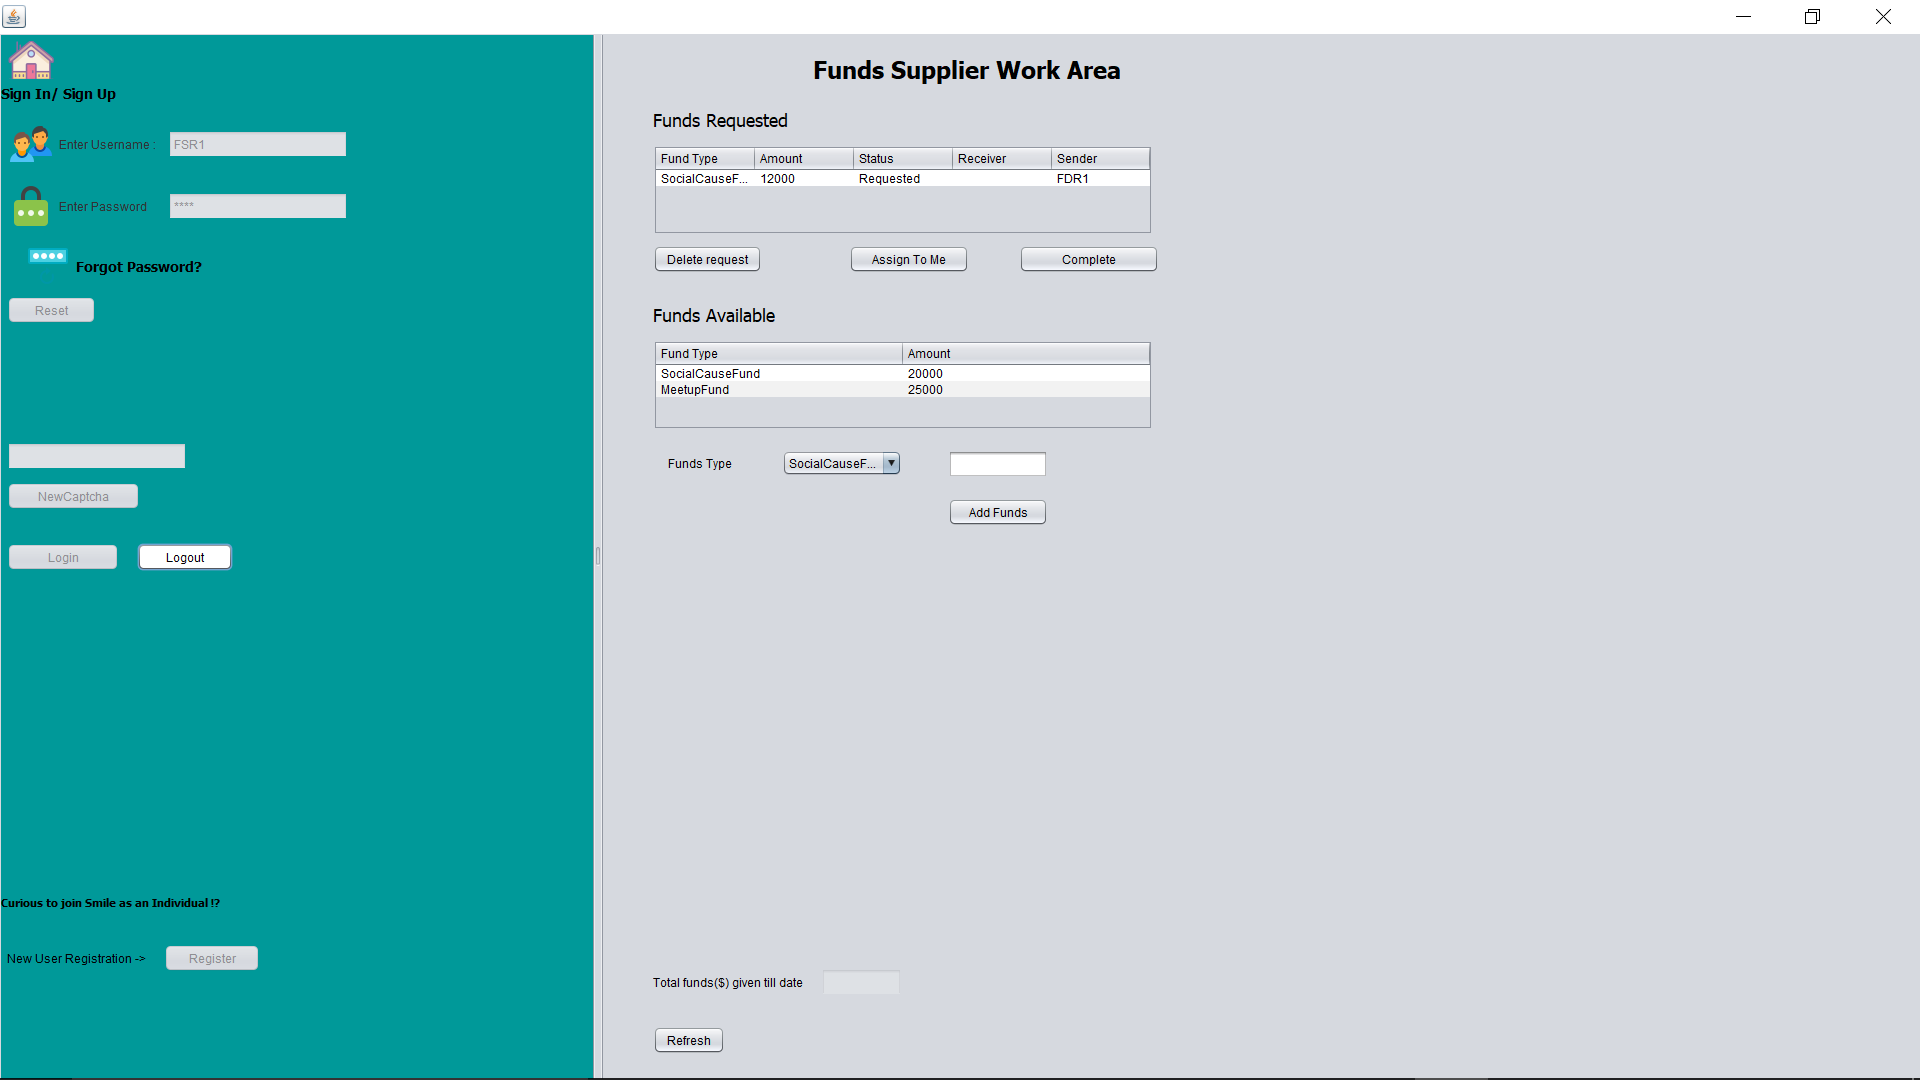 Sign In/ Sign Up
Enter Username :
FSR1
Enter Password
****
Forgot Password?
Reset
NewCaptcha
Login
Logout
Curious to join Smile as an Individual !?
New User Registration ->
Register
Funds Supplier Work Area
Funds Requested
Fund Type Amount Status Receiver Sender
SocialCauseF... 12000 Requested FDR1
Delete request
Assign To Me
Complete
Funds Available
Fund Type Amount
SocialCauseFund 20000
MeetupFund 25000
Funds Type
SocialCauseF...
Add Funds
Total funds($) given till date
Refresh